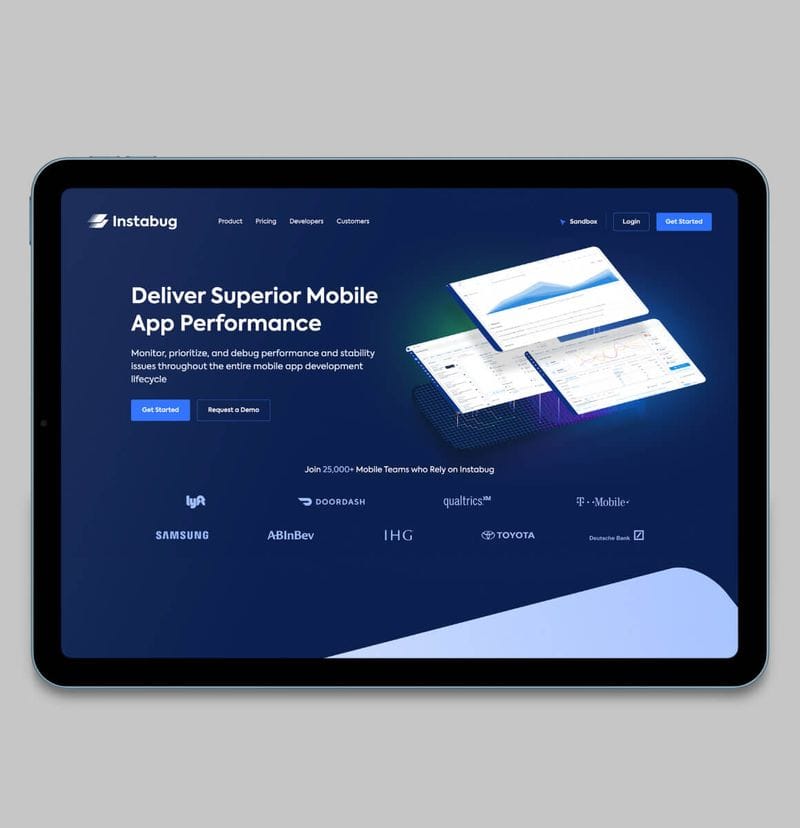 Instabug
Product
Pricing
Developers
Customers
Sandbox
Login
Get Started
Deliver Superior Mobile
App Performance
Monitor, prioritize, and debug performance and stability
issues throughout the entire mobile app development
lifecycle
Get Started
Request a Demo
Join 25,000+ Mobile Teams who Rely on Instabug
lyft
DOORDASH
qualtrics.XM
T··Mobile·
SAMSUNG
ABInBev
IHG
TOYOTA
Deutsche Bank